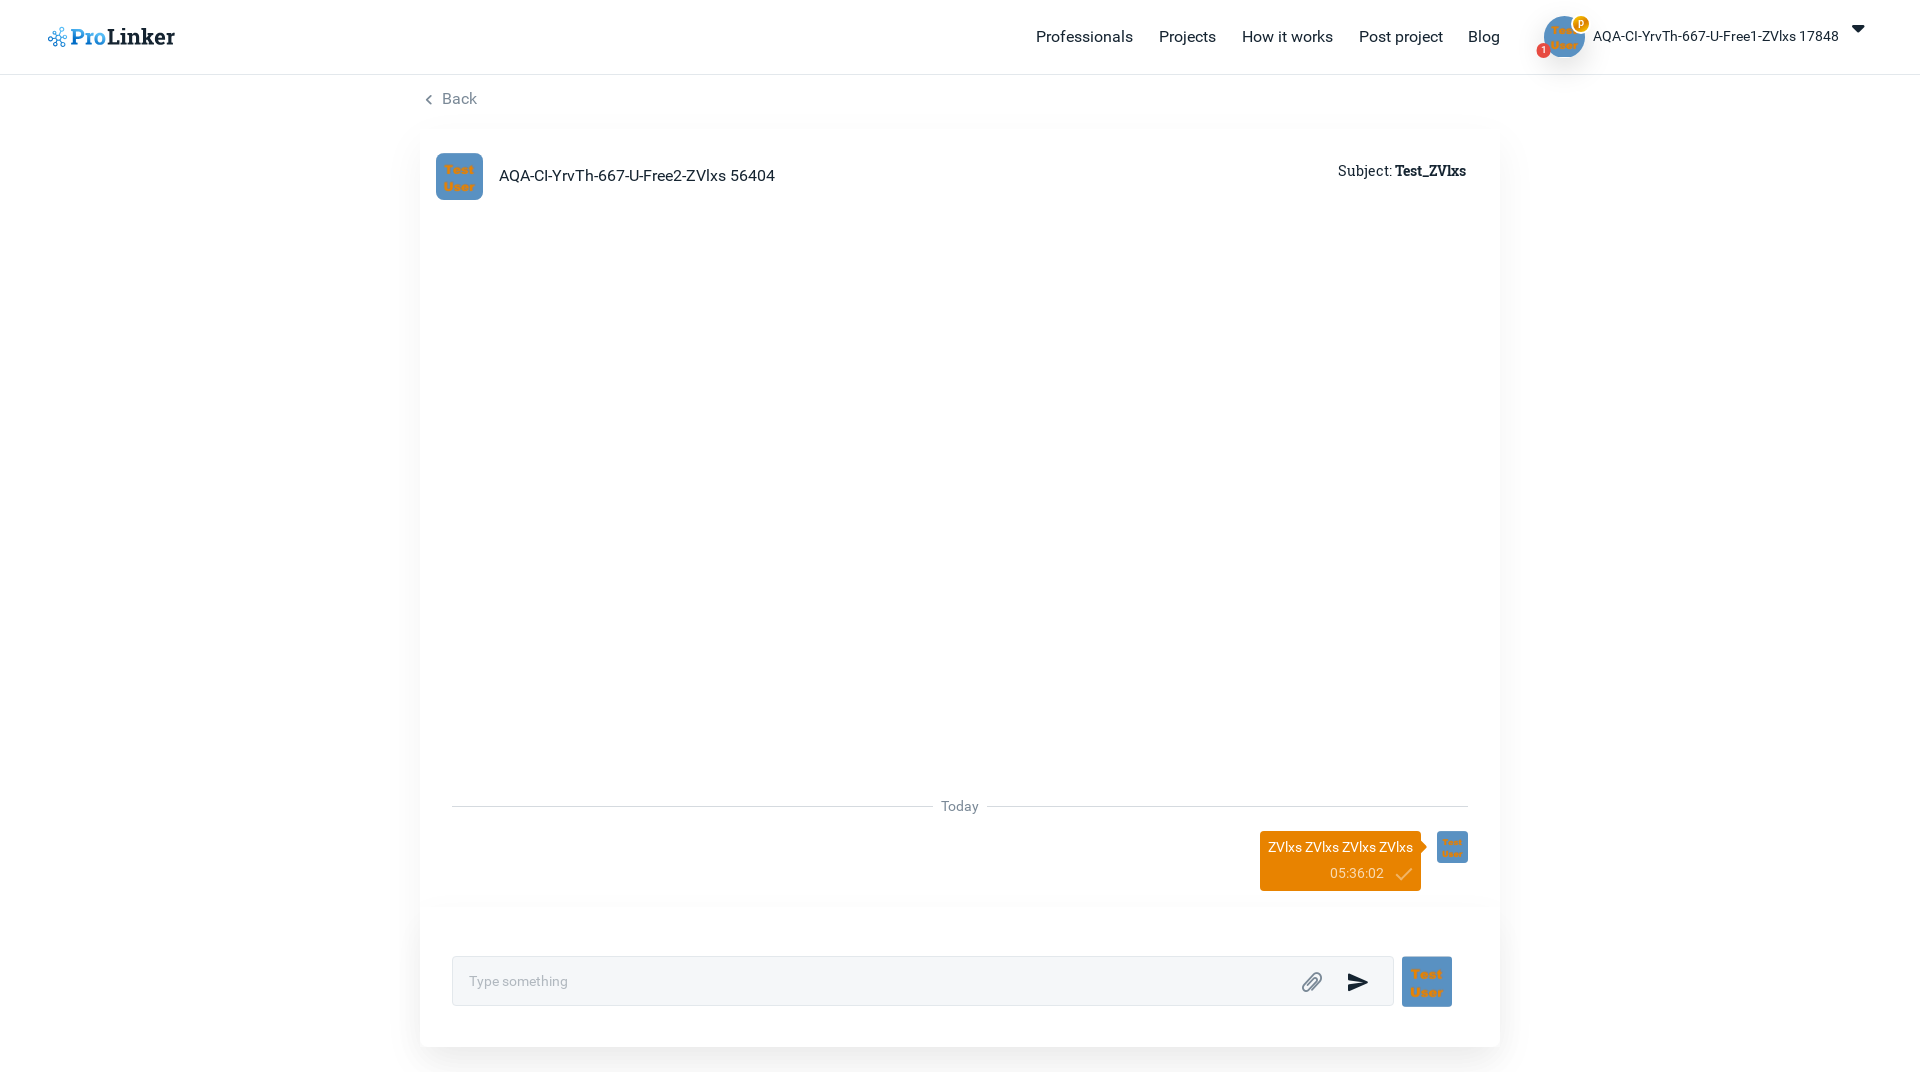 ProLinker
Professionals
Projects
How it works
Post project
Blog
Test
User
p
1
AQA-CI-YrvTh-667-U-Free1-ZVlxs 17848
Back
Test
User
AQA-CI-YrvTh-667-U-Free2-ZVlxs 56404
Subject: Test_ZVlxs
Today
ZVlxs ZVlxs ZVlxs ZVlxs
05:36:02
Test
User
Type something
Test
User